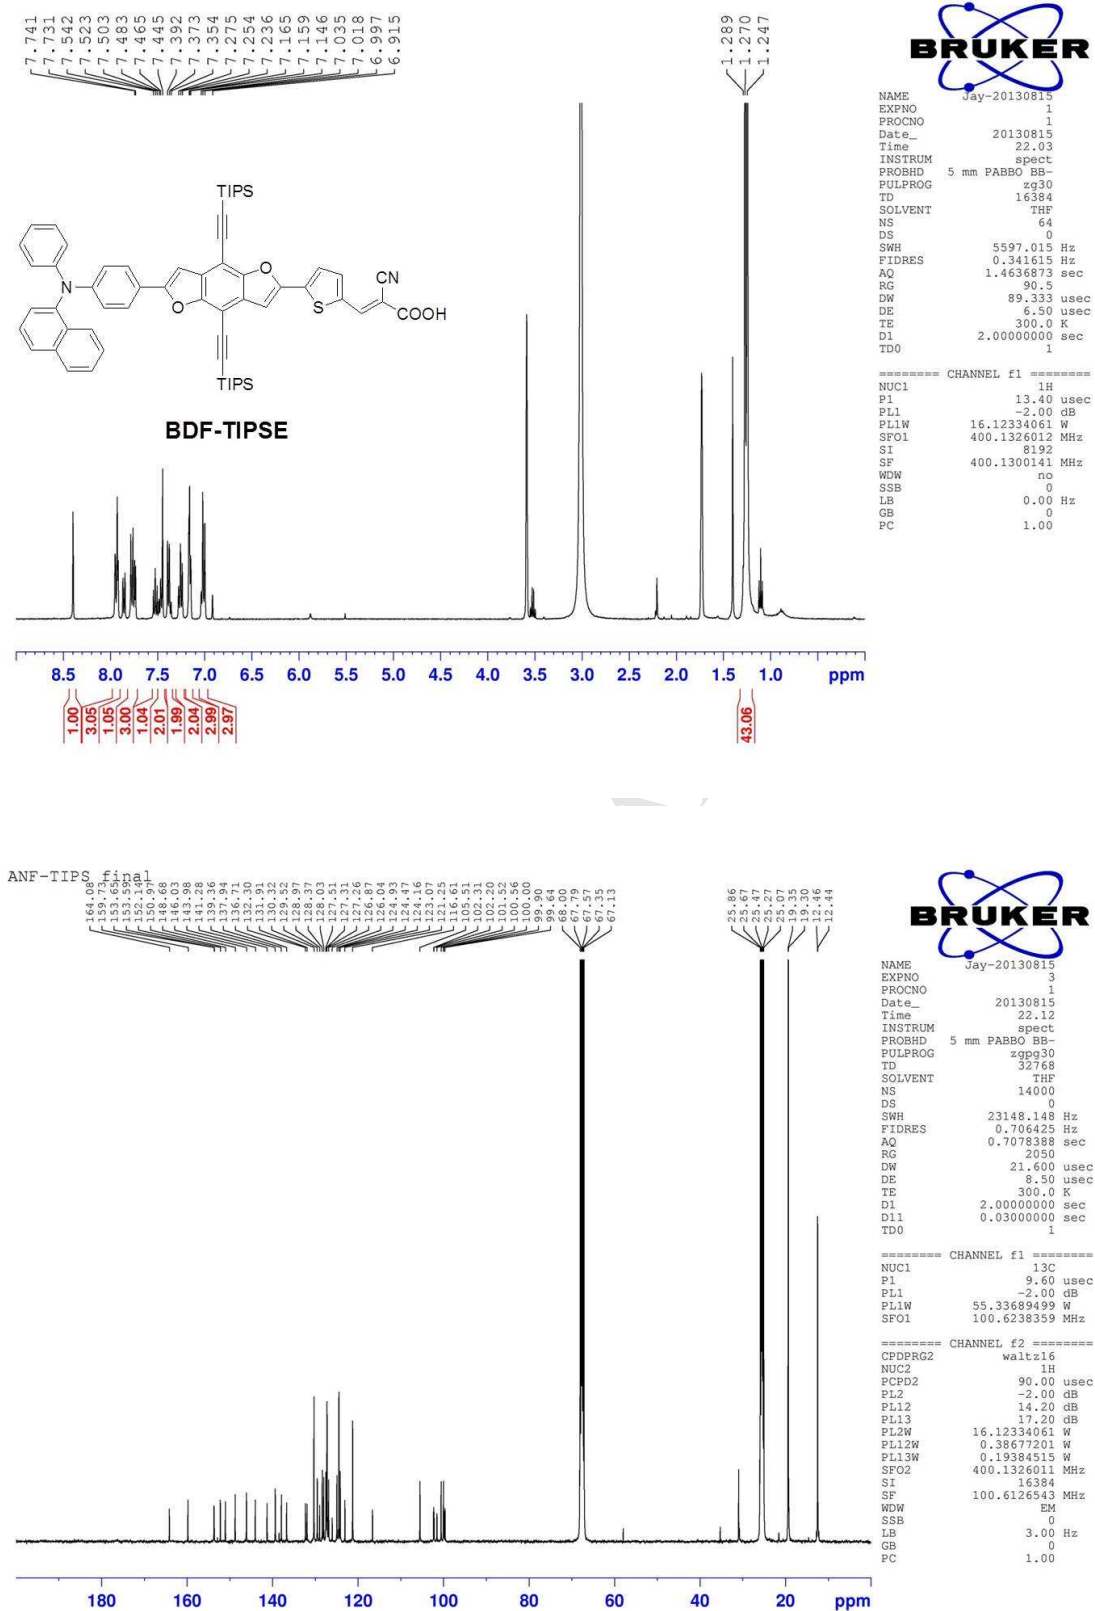 7.741
7.731
7.542
7.523
7.503
7.483
7.465
7.445
7.392
7.373
7.354
7.275
7.254
7.236
7.165
7.159
7.146
7.035
7.018
6.997
6.915
1.289
1.270
1.247
BRUKER
NAME Jay-20130815
EXPNO 1
PROCNO 1
Date_ 20130815
Time 22.03
INSTRUM spect
PROBHD 5 mm PABBO BB-
PULPROG zg30
TD 16384
SOLVENT THF
NS 64
DS 0
SWH 5597.015 Hz
FIDRES 0.341615 Hz
AQ 1.4636873 sec
RG 90.5
DW 89.333 usec
DE 6.50 usec
TE 300.0 K
D1 2.00000000 sec
TD0 1
======== CHANNEL f1 ========
NUC1 1H
P1 13.40 usec
PL1 -2.00 dB
PL1W 16.12334061 W
SFO1 400.1326012 MHz
SI 8192
SF 400.1300141 MHz
WDW no
SSB 0
LB 0.00 Hz
GB 0
PC 1.00
TIPS
N
O
O
S
CN
COOH
TIPS
BDF-TIPSE
8.5 8.0 7.5 7.0 6.5 6.0 5.5 5.0 4.5 4.0 3.5 3.0 2.5 2.0 1.5 1.0 ppm
1.00
3.05
1.05
3.00
1.04
2.01
1.99
2.04
2.99
2.97
43.06
ANF-TIPS final
164.08
159.73
153.65
153.59
152.14
150.97
148.68
146.03
143.98
141.28
139.36
137.94
136.71
132.30
131.91
130.32
129.52
128.97
128.37
128.03
127.51
127.31
127.26
126.87
126.04
124.93
124.47
124.16
123.07
121.25
116.61
105.51
102.31
102.20
101.52
100.56
100.00
99.90
99.64
68.00
67.79
67.57
67.35
67.13
25.86
25.67
25.47
25.27
25.07
19.35
19.30
12.46
12.44
BRUKER
NAME Jay-20130815
EXPNO 3
PROCNO 1
Date_ 20130815
Time 22.12
INSTRUM spect
PROBHD 5 mm PABBO BB-
PULPROG zgpg30
TD 32768
SOLVENT THF
NS 14000
DS 0
SWH 23148.148 Hz
FIDRES 0.706425 Hz
AQ 0.7078388 sec
RG 2050
DW 21.600 usec
DE 8.50 usec
TE 300.0 K
D1 2.00000000 sec
D11 0.03000000 sec
TD0 1
======== CHANNEL f1 ========
NUC1 13C
P1 9.60 usec
PL1 -2.00 dB
PL1W 55.33689499 W
SFO1 100.6238359 MHz
======== CHANNEL f2 ========
CPDPRG2 waltz16
NUC2 1H
PCPD2 90.00 usec
PL2 -2.00 dB
PL12 14.20 dB
PL13 17.20 dB
PL2W 16.12334061 W
PL12W 0.38677201 W
PL13W 0.19384515 W
SFO2 400.1326011 MHz
SI 16384
SF 100.6126543 MHz
WDW EM
SSB 0
LB 3.00 Hz
GB 0
PC 1.00
180 160 140 120 100 80 60 40 20 ppm